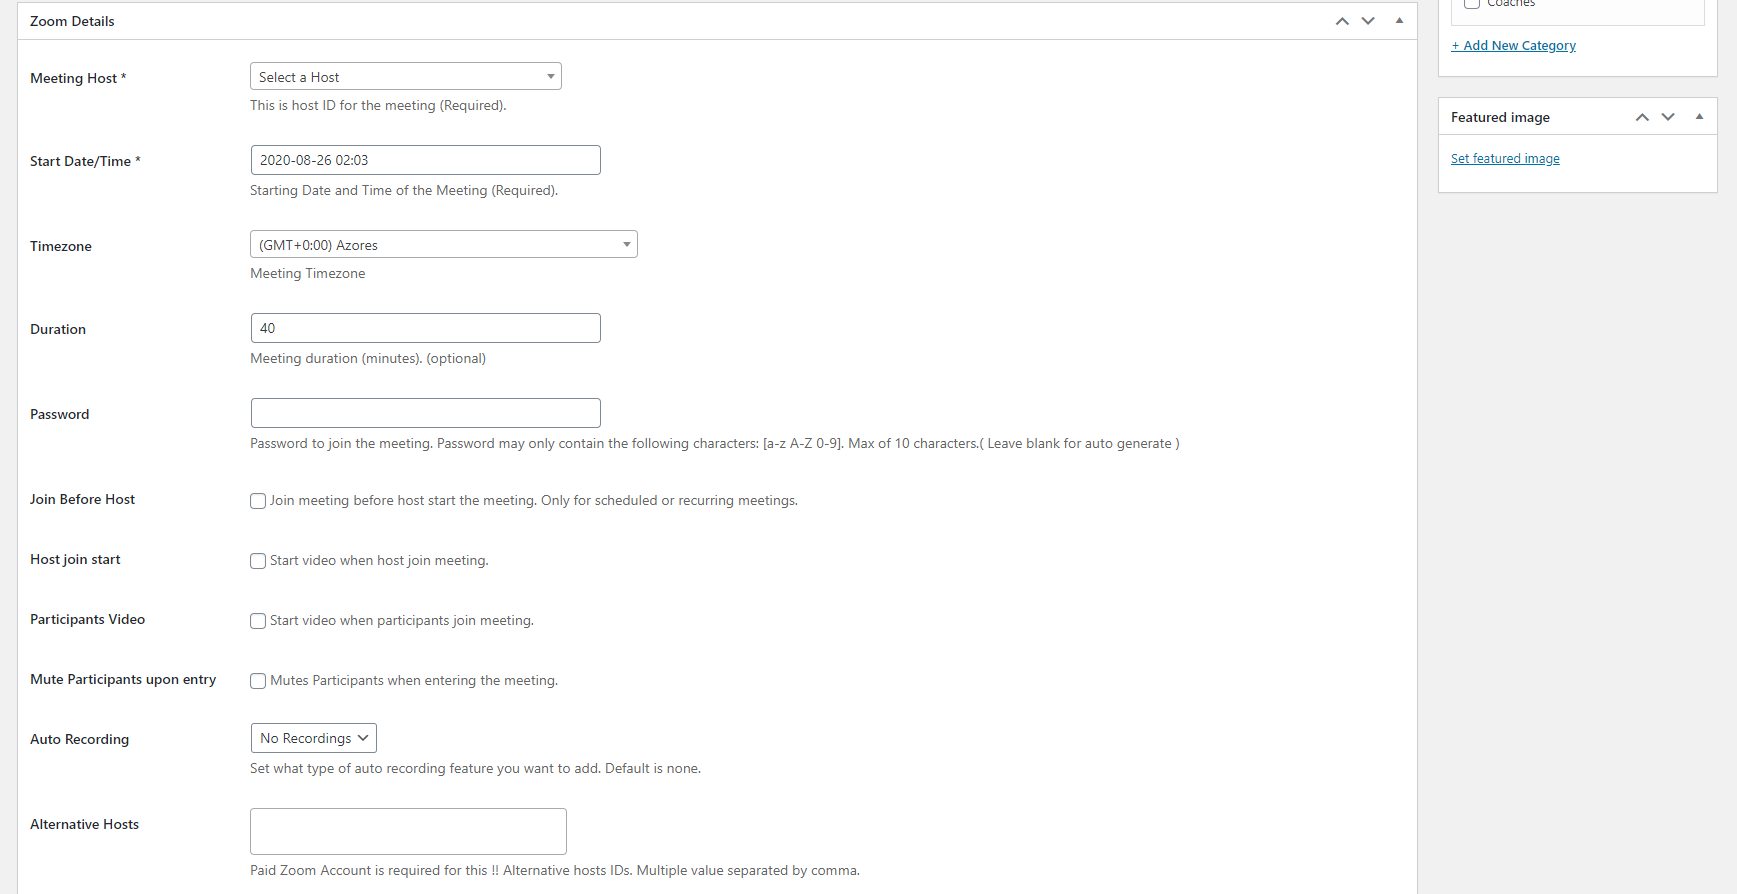 Zoom Details
Meeting Host *
Select a Host
This is host ID for the meeting (Required).
Start Date/Time *
2020-08-26 02:03
Starting Date and Time of the Meeting (Required).
Timezone
(GMT+0:00) Azores
Meeting Timezone
Duration
40
Meeting duration (minutes). (optional)
Password
Password to join the meeting. Password may only contain the following characters: [a-z A-Z 0-9]. Max of 10 characters.( Leave blank for auto generate )
Join Before Host
Join meeting before host start the meeting. Only for scheduled or recurring meetings.
Host join start
Start video when host join meeting.
Participants Video
Start video when participants join meeting.
Mute Participants upon entry
Mutes Participants when entering the meeting.
Auto Recording
No Recordings
Set what type of auto recording feature you want to add. Default is none.
Alternative Hosts
Paid Zoom Account is required for this !! Alternative hosts IDs. Multiple value separated by comma.
Coaches
+ Add New Category
Featured image
Set featured image